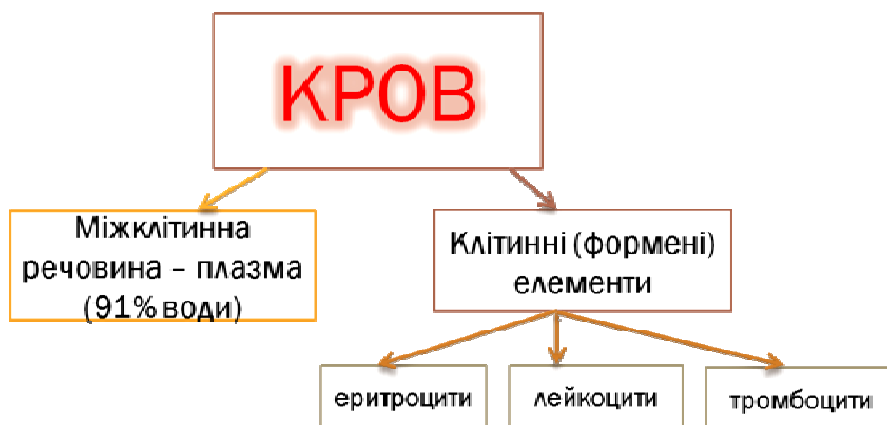 КРОВ
Міжклітинна
речовина – плазма
(91% води)
Клітинні (формені)
елементи
еритроцити
лейкоцити
тромбоцити